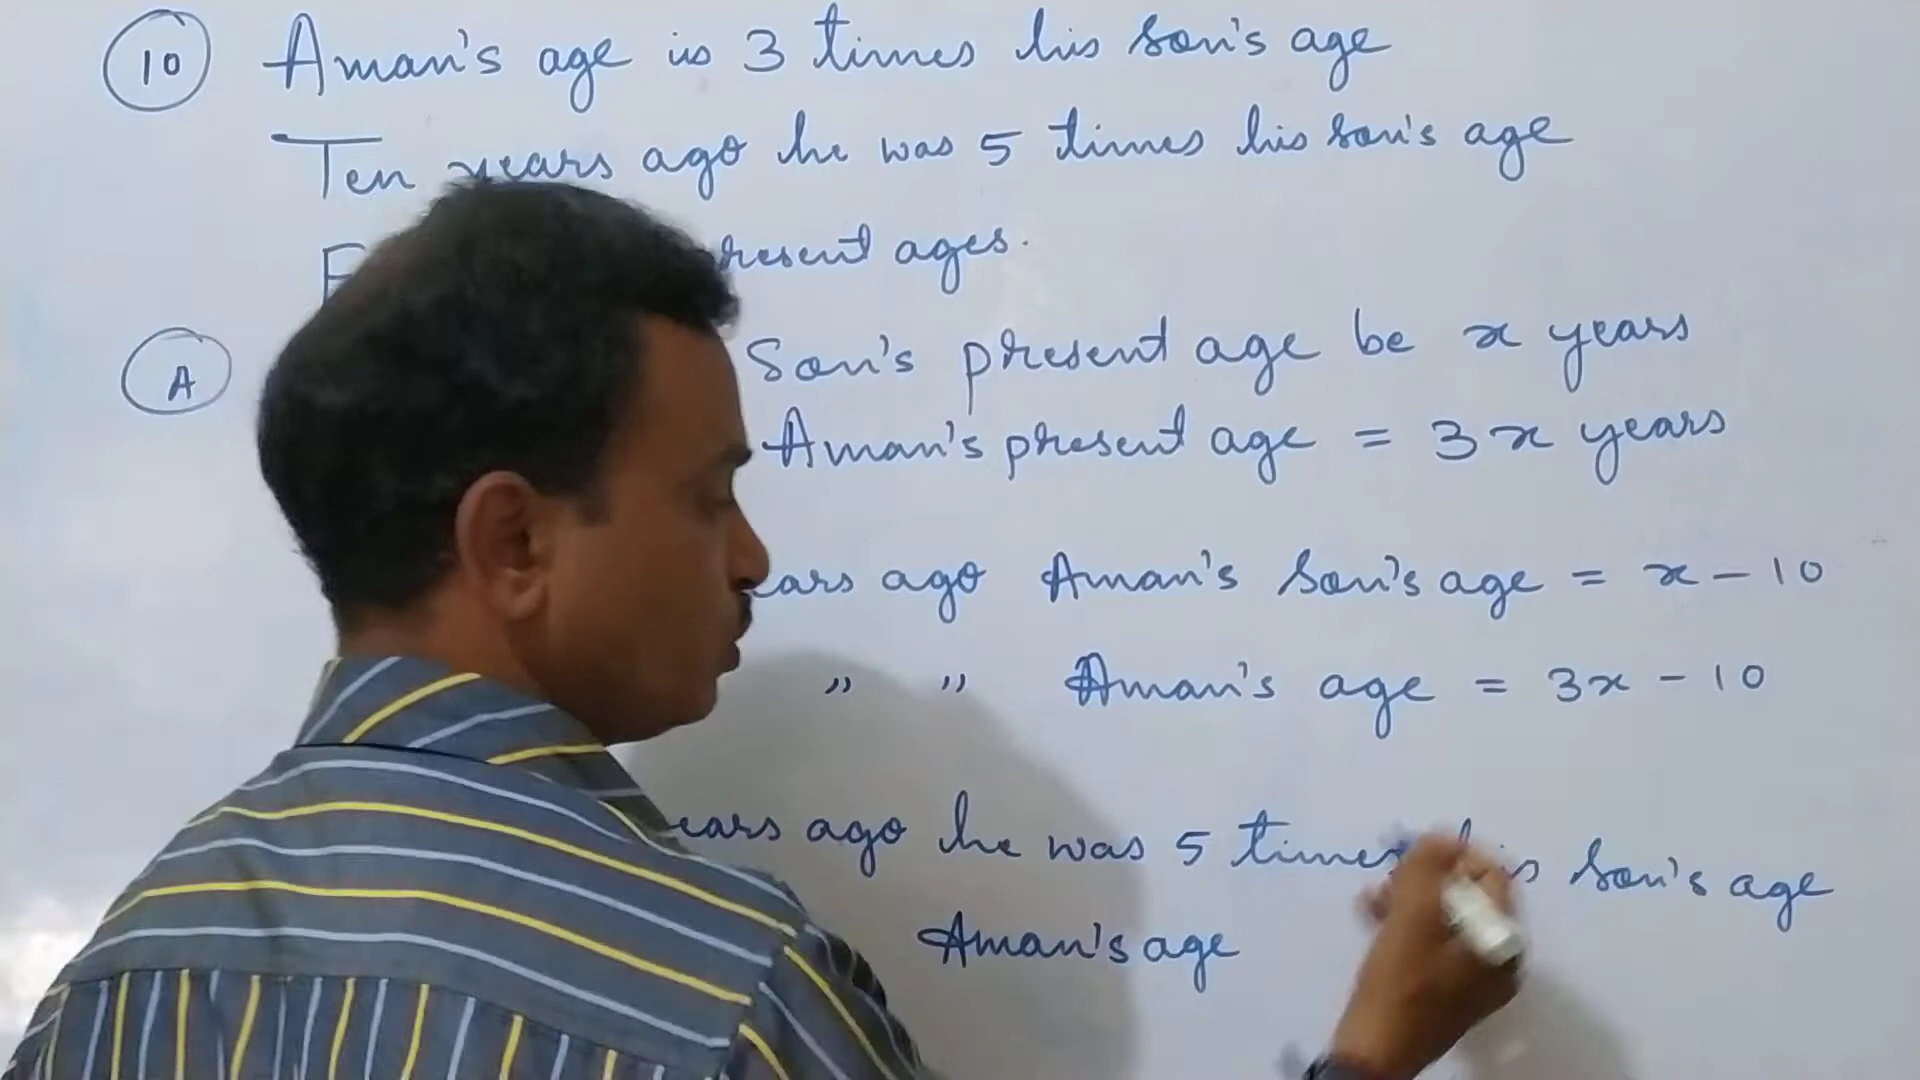 10 Aman's age is 3 times his son's age
Ten years ago he was 5 times his son's age
present ages.
A Son's present age be x years
Aman's present age = 3x years
ago Aman's Son's age = x - 10
" " Aman's age = 3x - 10
ago he was 5 times his son's age
Aman's age